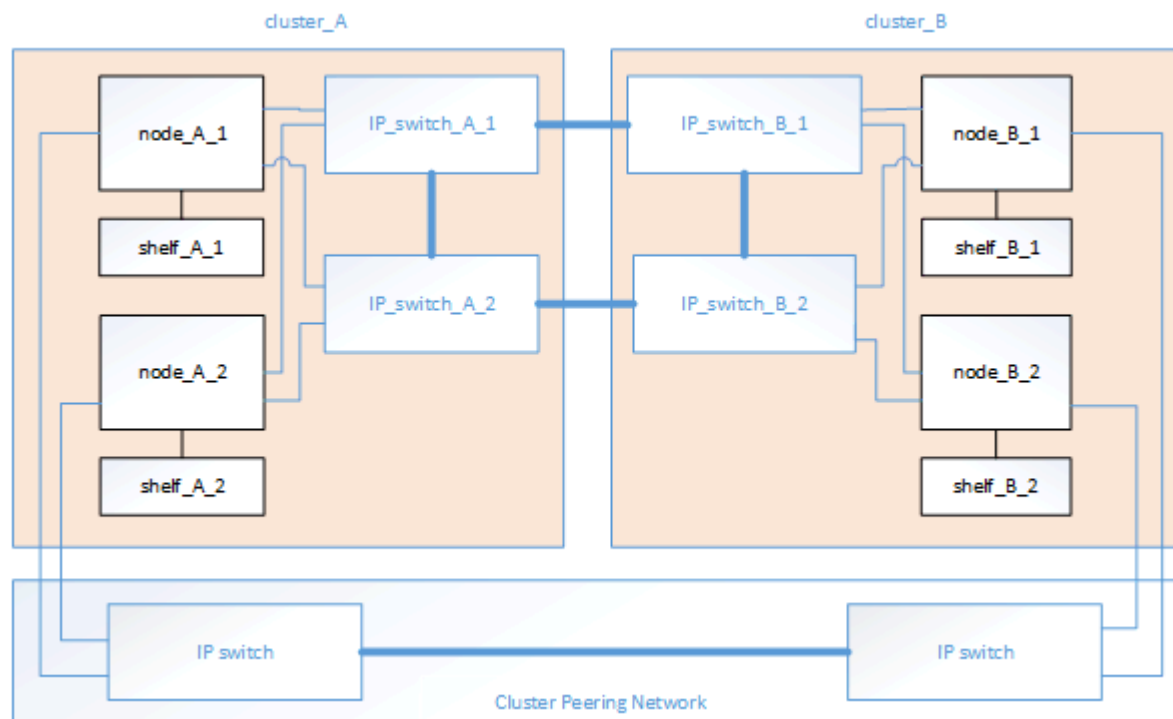 cluster_A
cluster_B
node_A_1
IP_switch_A_1
IP_switch_B_1
node_B_1
shelf_A_1
shelf_B_1
IP_switch_A_2
IP_switch_B_2
node_A_2
node_B_2
shelf_A_2
shelf_B_2
IP switch
IP switch
Cluster Peering Network